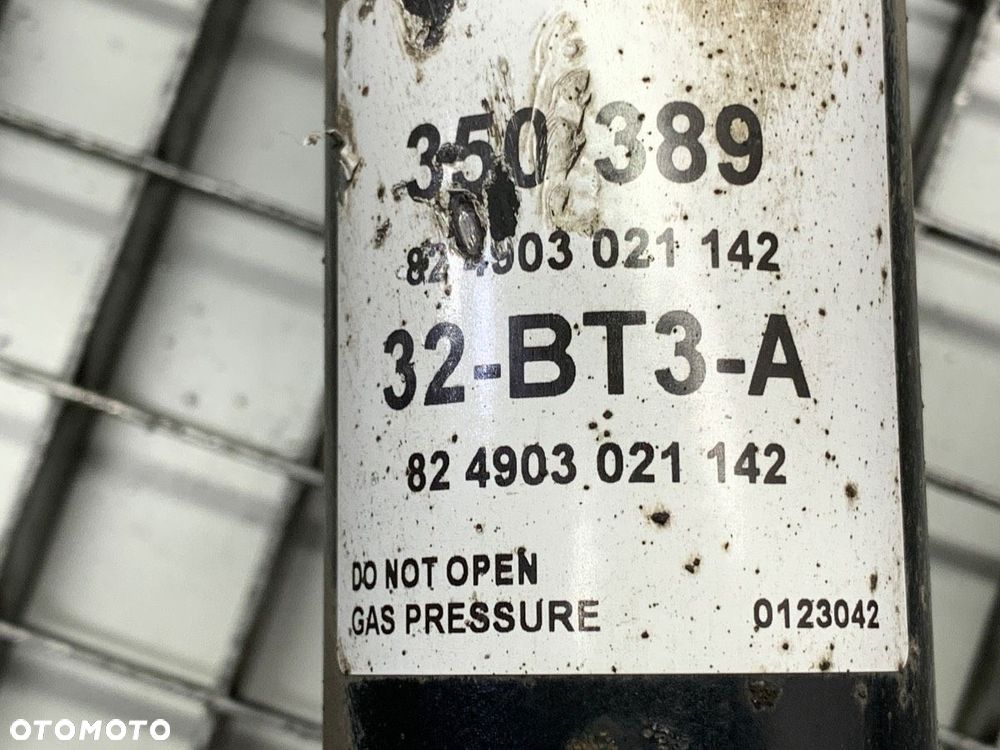 350 389
82 4903 021 142
32-BT3-A
82 4903 021 142
DO NOT OPEN
GAS PRESSURE 0123042
OTOMOTO